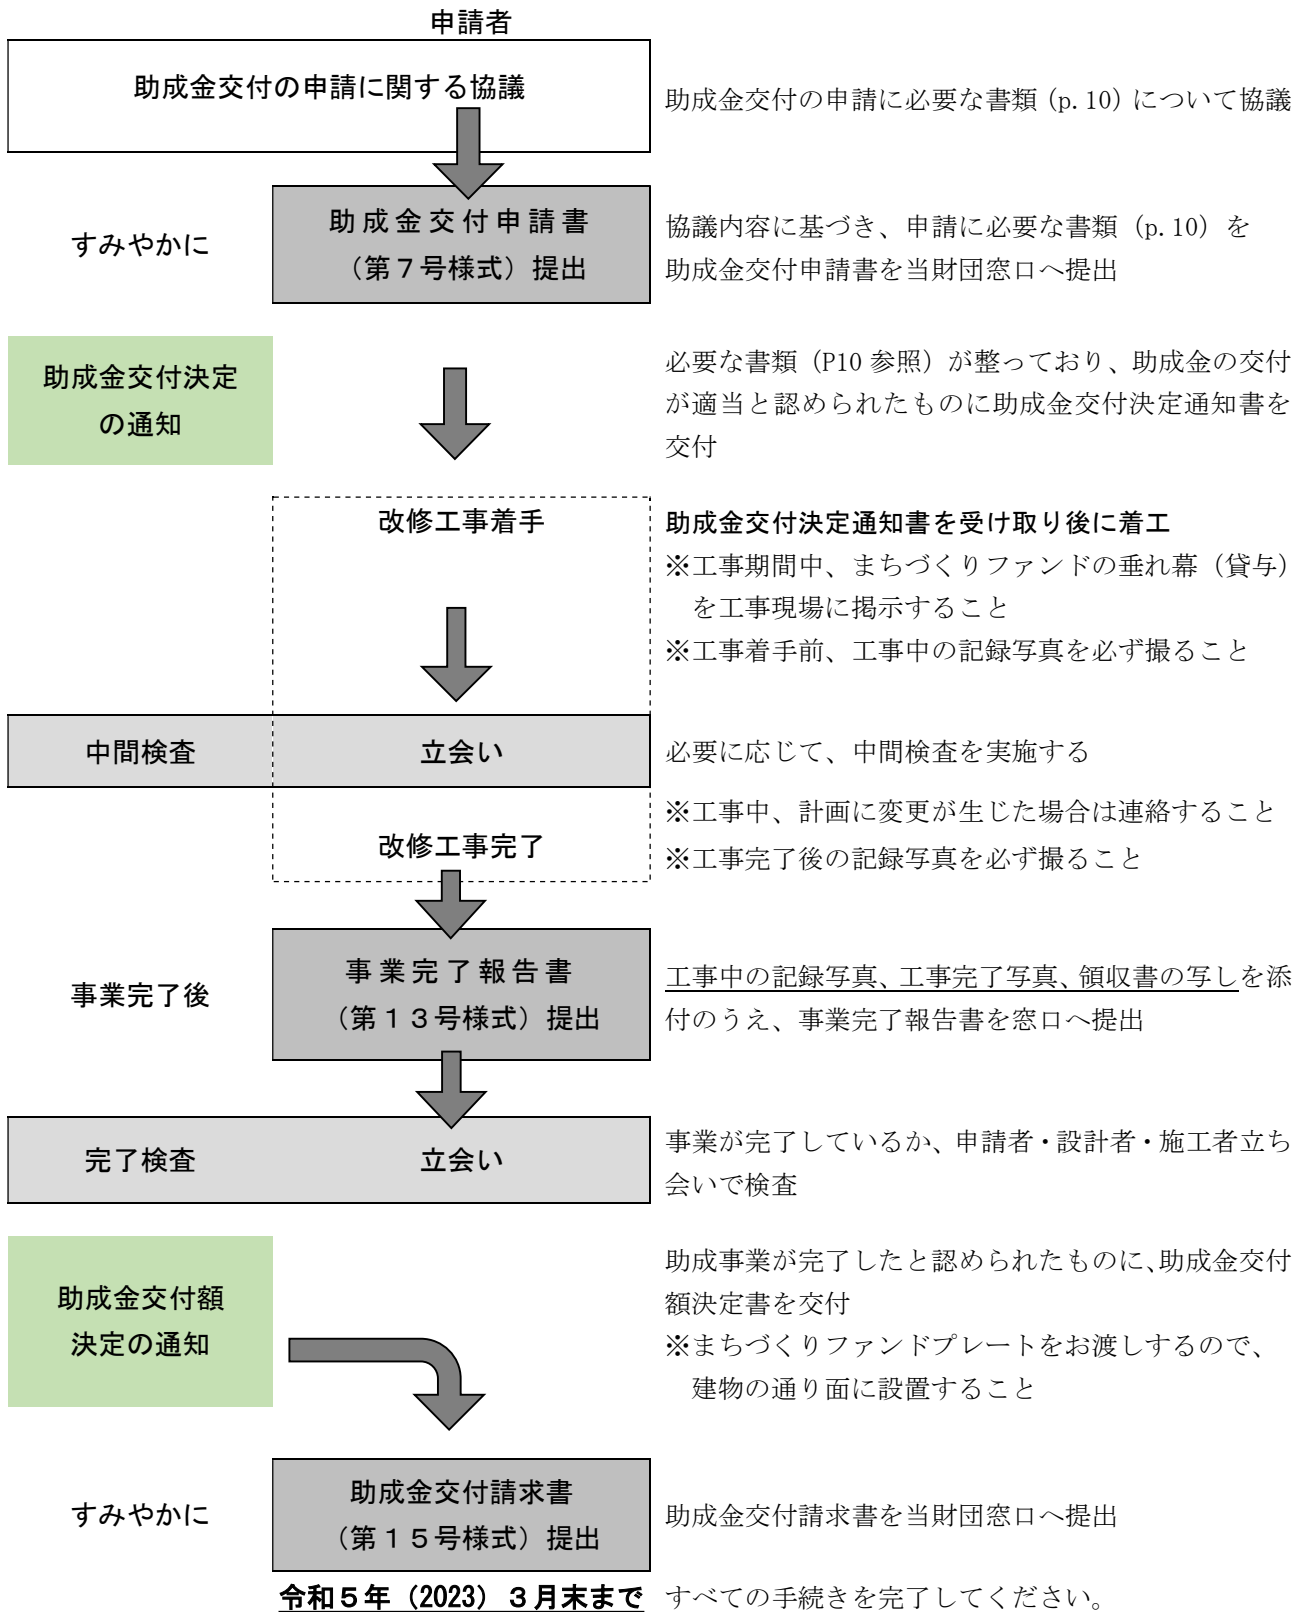 申請者
助成金交付の申請に関する協議
助成金交付の申請に必要な書類（p.10）について協議
すみやかに
助成金交付申請書
（第７号様式）提出
協議内容に基づき、申請に必要な書類（p.10）を
助成金交付申請書を当財団窓口へ提出
助成金交付決定
の通知
必要な書類（P10 参照）が整っており、助成金の交付
が適当と認められたものに助成金交付決定通知書を
交付
改修工事着手
助成金交付決定通知書を受け取り後に着工
※工事期間中、まちづくりファンドの垂れ幕（貸与）
を工事現場に掲示すること
※工事着手前、工事中の記録写真を必ず撮ること
中間検査
立会い
必要に応じて、中間検査を実施する
※工事中、計画に変更が生じた場合は連絡すること
改修工事完了
※工事完了後の記録写真を必ず撮ること
事業完了後
事業完了報告書
（第１３号様式）提出
工事中の記録写真、工事完了写真、領収書の写しを添
付のうえ、事業完了報告書を窓口へ提出
完了検査
立会い
事業が完了しているか、申請者・設計者・施工者立ち
会いで検査
助成金交付額
決定の通知
助成事業が完了したと認められたものに、助成金交付
額決定書を交付
※まちづくりファンドプレートをお渡しするので、
建物の通り面に設置すること
すみやかに
助成金交付請求書
（第１５号様式）提出
助成金交付請求書を当財団窓口へ提出
令和５年（2023）３月末まで すべての手続きを完了してください。